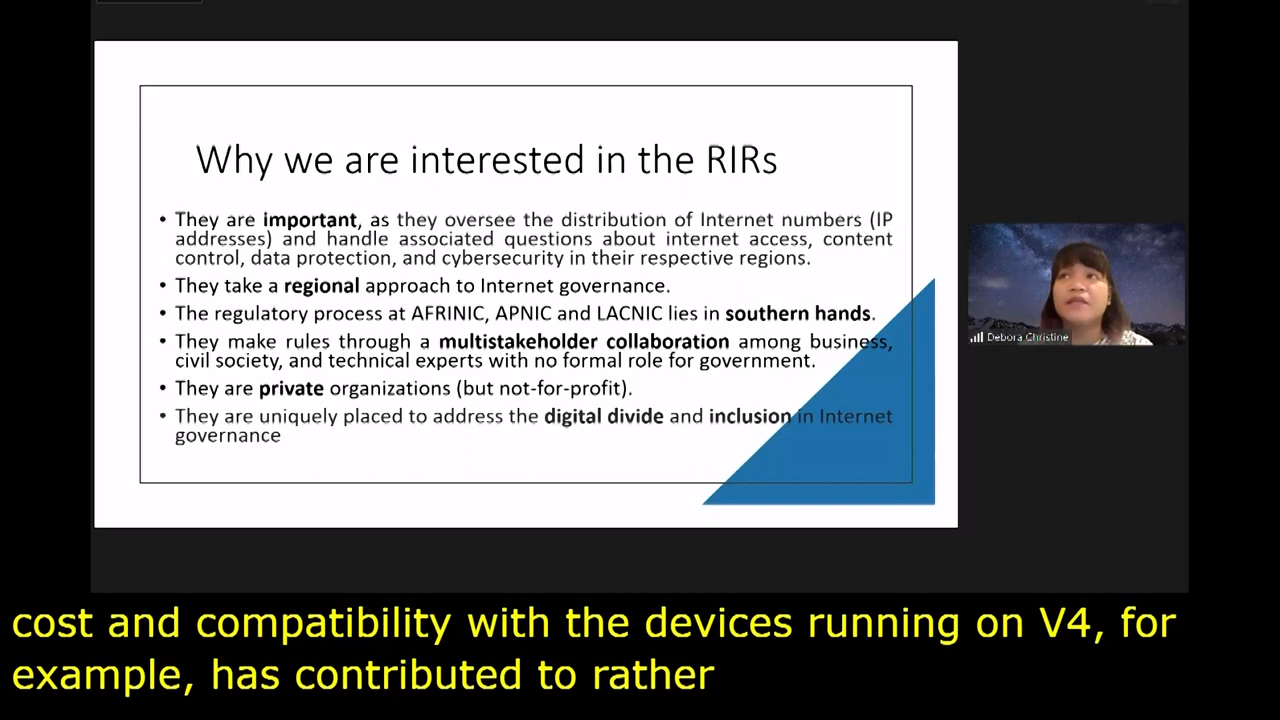 Why we are interested in the RIRs
• They are important, as they oversee the distribution of Internet numbers (IP
addresses) and handle associated questions about internet access, content
control, data protection, and cybersecurity in their respective regions.
• They take a regional approach to Internet governance.
• The regulatory process at AFRINIC, APNIC and LACNIC lies in southern hands.
• They make rules through a multistakeholder collaboration among business,
civil society, and technical experts with no formal role for government.
• They are private organizations (but not-for-profit).
• They are uniquely placed to address the digital divide and inclusion in Internet
governance
Debora Christine
cost and compatibility with the devices running on V4, for
example, has contributed to rather